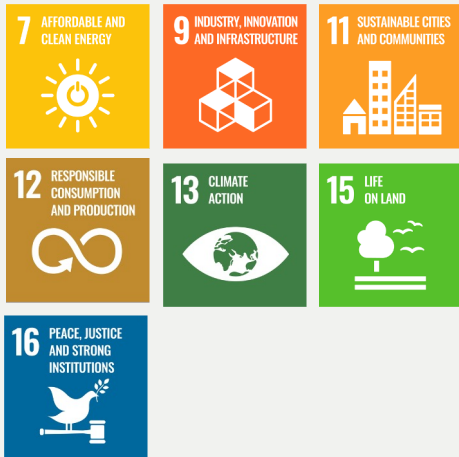 7 AFFORDABLE AND
CLEAN ENERGY
9 INDUSTRY, INNOVATION
AND INFRASTRUCTURE
11 SUSTAINABLE CITIES
AND COMMUNITIES
12 RESPONSIBLE
CONSUMPTION
AND PRODUCTION
13 CLIMATE
ACTION
15 LIFE
ON LAND
16 PEACE, JUSTICE
AND STRONG
INSTITUTIONS